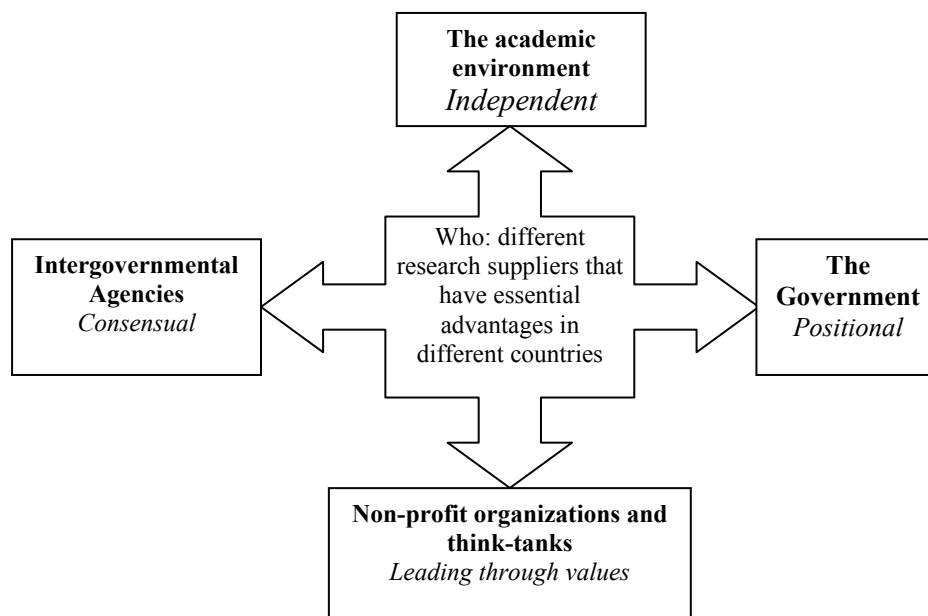 The academic
environment
Independent
Who: different
research suppliers that
have essential
advantages in
different countries
Intergovernmental
Agencies
Consensual
The
Government
Positional
Non-profit organizations and
think-tanks
Leading through values